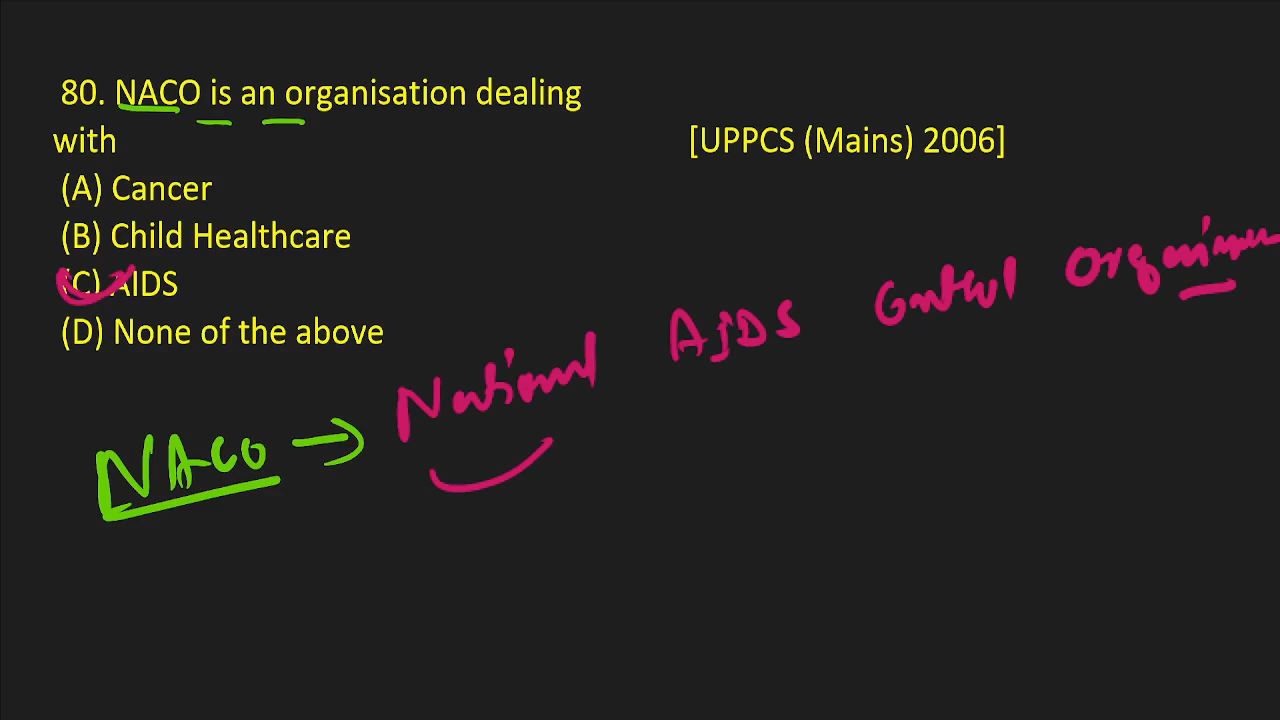 80. NACO is an organisation dealing
with [UPPCS (Mains) 2006]
(A) Cancer
(B) Child Healthcare
(C) AIDS
(D) None of the above
NACO → National AIDS Control